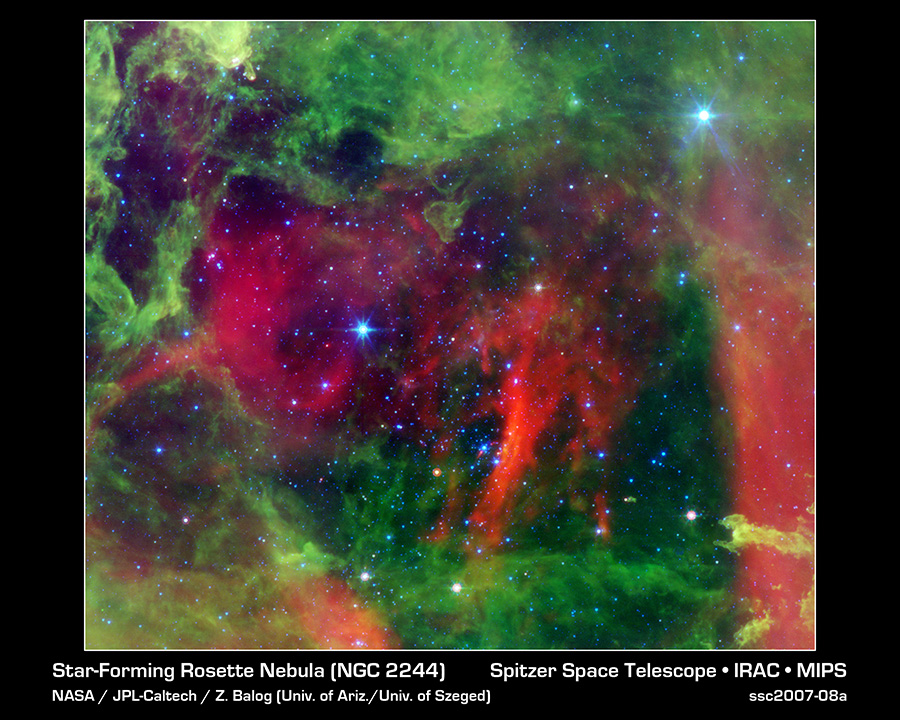 Star-Forming Rosette Nebula (NGC 2244) Spitzer Space Telescope • IRAC • MIPS
NASA / JPL-Caltech / Z. Balog (Univ. of Ariz./Univ. of Szeged) ssc2007-08a